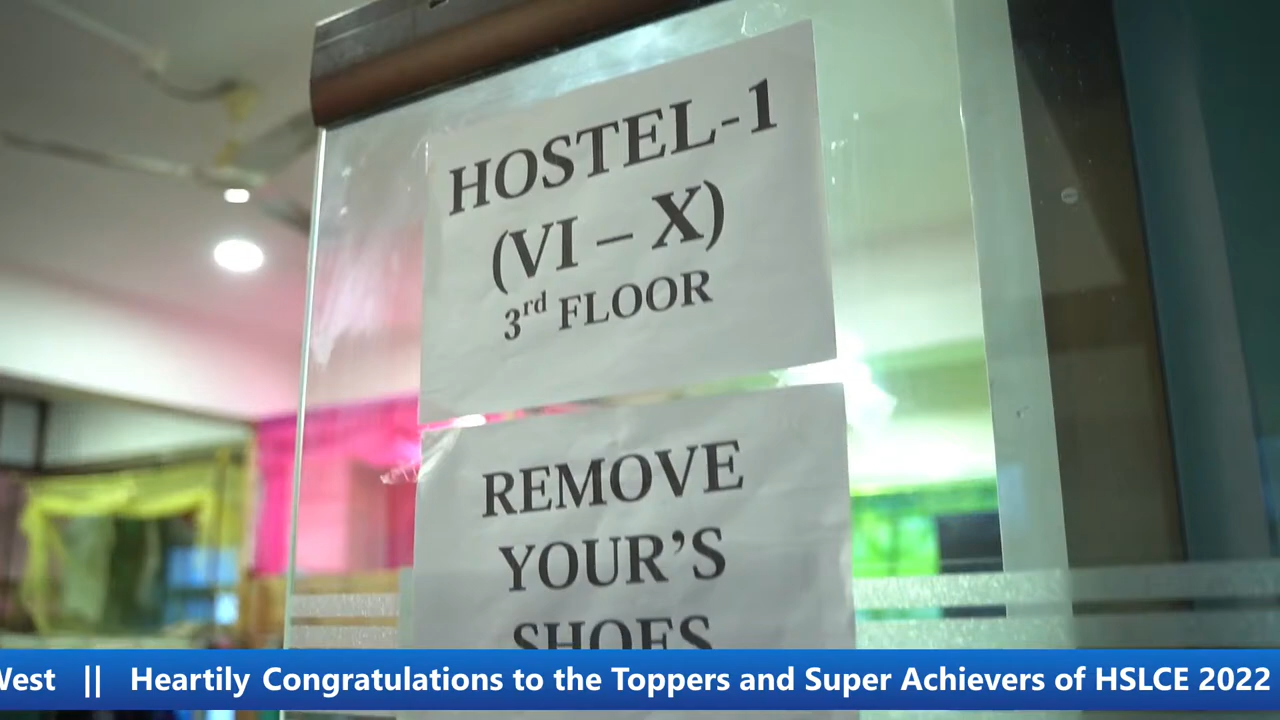 HOSTEL-1
(VI – X)
3rd FLOOR
REMOVE
YOUR'S
SHOES
West || Heartily Congratulations to the Toppers and Super Achievers of HSLCE 2022